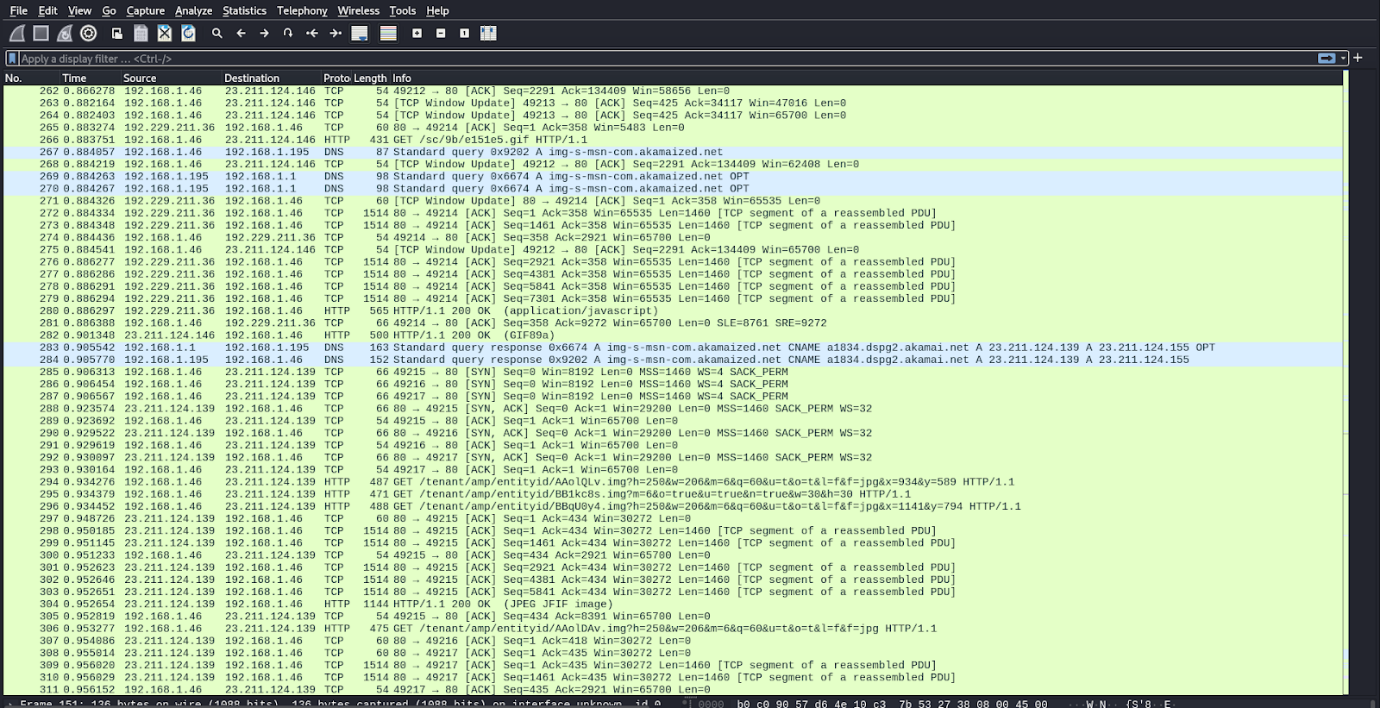 File Edit View Go Capture Analyze Statistics Telephony Wireless Tools Help
Apply a display filter ... <Ctrl-/>
No. Time Source Destination Proto Length Info
262 0.866278 192.168.1.46 23.211.124.146 TCP 54 49212 → 80 [ACK] Seq=2291 Ack=134409 Win=58656 Len=0
263 0.882164 192.168.1.46 23.211.124.146 TCP 54 [TCP Window Update] 49213 → 80 [ACK] Seq=425 Ack=34117 Win=47016 Len=0
264 0.882403 192.168.1.46 23.211.124.146 TCP 54 [TCP Window Update] 49213 → 80 [ACK] Seq=425 Ack=34117 Win=65700 Len=0
265 0.883274 192.229.211.36 192.168.1.46 TCP 60 80 → 49214 [ACK] Seq=1 Ack=358 Win=5483 Len=0
266 0.883751 192.168.1.46 23.211.124.146 HTTP 431 GET /sc/9b/e151e5.gif HTTP/1.1
267 0.884057 192.168.1.46 192.168.1.195 DNS 87 Standard query 0x9202 A img-s-msn-com.akamaized.net
268 0.884219 192.168.1.46 23.211.124.146 TCP 54 [TCP Window Update] 49212 → 80 [ACK] Seq=2291 Ack=134409 Win=62408 Len=0
269 0.884263 192.168.1.195 192.168.1.1 DNS 98 Standard query 0x6674 A img-s-msn-com.akamaized.net OPT
270 0.884267 192.168.1.195 192.168.1.1 DNS 98 Standard query 0x6674 A img-s-msn-com.akamaized.net OPT
271 0.884326 192.229.211.36 192.168.1.46 TCP 60 [TCP Window Update] 80 → 49214 [ACK] Seq=1 Ack=358 Win=65535 Len=0
272 0.884334 192.229.211.36 192.168.1.46 TCP 1514 80 → 49214 [ACK] Seq=1 Ack=358 Win=65535 Len=1460 [TCP segment of a reassembled PDU]
273 0.884348 192.229.211.36 192.168.1.46 TCP 1514 80 → 49214 [ACK] Seq=1461 Ack=358 Win=65535 Len=1460 [TCP segment of a reassembled PDU]
274 0.884436 192.168.1.46 192.229.211.36 TCP 54 49214 → 80 [ACK] Seq=358 Ack=2921 Win=65700 Len=0
275 0.884541 192.168.1.46 23.211.124.146 TCP 54 [TCP Window Update] 49212 → 80 [ACK] Seq=2291 Ack=134409 Win=65700 Len=0
276 0.886277 192.229.211.36 192.168.1.46 TCP 1514 80 → 49214 [ACK] Seq=2921 Ack=358 Win=65535 Len=1460 [TCP segment of a reassembled PDU]
277 0.886286 192.229.211.36 192.168.1.46 TCP 1514 80 → 49214 [ACK] Seq=4381 Ack=358 Win=65535 Len=1460 [TCP segment of a reassembled PDU]
278 0.886291 192.229.211.36 192.168.1.46 TCP 1514 80 → 49214 [ACK] Seq=5841 Ack=358 Win=65535 Len=1460 [TCP segment of a reassembled PDU]
279 0.886294 192.229.211.36 192.168.1.46 TCP 1514 80 → 49214 [ACK] Seq=7301 Ack=358 Win=65535 Len=1460 [TCP segment of a reassembled PDU]
280 0.886297 192.229.211.36 192.168.1.46 HTTP 565 HTTP/1.1 200 OK (application/javascript)
281 0.886388 192.168.1.46 192.229.211.36 TCP 66 49214 → 80 [ACK] Seq=358 Ack=9272 Win=65700 Len=0 SLE=8761 SRE=9272
282 0.901348 23.211.124.146 192.168.1.46 HTTP 500 HTTP/1.1 200 OK (GIF89a)
283 0.905542 192.168.1.1 192.168.1.195 DNS 163 Standard query response 0x6674 A img-s-msn-com.akamaized.net CNAME a1834.dspg2.akamai.net A 23.211.124.139 A 23.211.124.155 OPT
284 0.905770 192.168.1.195 192.168.1.46 DNS 152 Standard query response 0x9202 A img-s-msn-com.akamaized.net CNAME a1834.dspg2.akamai.net A 23.211.124.139 A 23.211.124.155
285 0.906313 192.168.1.46 23.211.124.139 TCP 66 49215 → 80 [SYN] Seq=0 Win=8192 Len=0 MSS=1460 WS=4 SACK_PERM
286 0.906454 192.168.1.46 23.211.124.139 TCP 66 49216 → 80 [SYN] Seq=0 Win=8192 Len=0 MSS=1460 WS=4 SACK_PERM
287 0.906567 192.168.1.46 23.211.124.139 TCP 66 49217 → 80 [SYN] Seq=0 Win=8192 Len=0 MSS=1460 WS=4 SACK_PERM
288 0.923574 23.211.124.139 192.168.1.46 TCP 66 80 → 49215 [SYN, ACK] Seq=0 Ack=1 Win=29200 Len=0 MSS=1460 SACK_PERM WS=32
289 0.923692 192.168.1.46 23.211.124.139 TCP 54 49215 → 80 [ACK] Seq=1 Ack=1 Win=65700 Len=0
290 0.929522 23.211.124.139 192.168.1.46 TCP 66 80 → 49216 [SYN, ACK] Seq=0 Ack=1 Win=29200 Len=0 MSS=1460 SACK_PERM WS=32
291 0.929619 192.168.1.46 23.211.124.139 TCP 54 49216 → 80 [ACK] Seq=1 Ack=1 Win=65700 Len=0
292 0.930097 23.211.124.139 192.168.1.46 TCP 66 80 → 49217 [SYN, ACK] Seq=0 Ack=1 Win=29200 Len=0 MSS=1460 SACK_PERM WS=32
293 0.930164 192.168.1.46 23.211.124.139 TCP 54 49217 → 80 [ACK] Seq=1 Ack=1 Win=65700 Len=0
294 0.934276 192.168.1.46 23.211.124.139 HTTP 487 GET /tenant/amp/entityid/AAolQLv.img?h=250&w=206&m=6&q=60&u=t&o=t&l=f&f=jpg&x=934&y=589 HTTP/1.1
295 0.934379 192.168.1.46 23.211.124.139 HTTP 471 GET /tenant/amp/entityid/BB1kc8s.img?m=6&o=true&u=true&n=true&w=30&h=30 HTTP/1.1
296 0.934452 192.168.1.46 23.211.124.139 HTTP 488 GET /tenant/amp/entityid/BBqU0y4.img?h=250&w=206&m=6&q=60&u=t&o=t&l=f&f=jpg&x=1141&y=794 HTTP/1.1
297 0.948726 23.211.124.139 192.168.1.46 TCP 60 80 → 49215 [ACK] Seq=1 Ack=434 Win=30272 Len=0
298 0.950185 23.211.124.139 192.168.1.46 TCP 1514 80 → 49215 [ACK] Seq=1 Ack=434 Win=30272 Len=1460 [TCP segment of a reassembled PDU]
299 0.951145 23.211.124.139 192.168.1.46 TCP 1514 80 → 49215 [ACK] Seq=1461 Ack=434 Win=30272 Len=1460 [TCP segment of a reassembled PDU]
300 0.951233 192.168.1.46 23.211.124.139 TCP 54 49215 → 80 [ACK] Seq=434 Ack=2921 Win=65700 Len=0
301 0.952623 23.211.124.139 192.168.1.46 TCP 1514 80 → 49215 [ACK] Seq=2921 Ack=434 Win=30272 Len=1460 [TCP segment of a reassembled PDU]
302 0.952646 23.211.124.139 192.168.1.46 TCP 1514 80 → 49215 [ACK] Seq=4381 Ack=434 Win=30272 Len=1460 [TCP segment of a reassembled PDU]
303 0.952651 23.211.124.139 192.168.1.46 TCP 1514 80 → 49215 [ACK] Seq=5841 Ack=434 Win=30272 Len=1460 [TCP segment of a reassembled PDU]
304 0.952654 23.211.124.139 192.168.1.46 HTTP 1144 HTTP/1.1 200 OK (JPEG JFIF image)
305 0.952819 192.168.1.46 23.211.124.139 TCP 54 49215 → 80 [ACK] Seq=434 Ack=8391 Win=65700 Len=0
306 0.953277 192.168.1.46 23.211.124.139 HTTP 475 GET /tenant/amp/entityid/AAolDAv.img?h=250&w=206&m=6&q=60&u=t&o=t&l=f&f=jpg HTTP/1.1
307 0.954086 23.211.124.139 192.168.1.46 TCP 60 80 → 49216 [ACK] Seq=1 Ack=418 Win=30272 Len=0
308 0.955014 23.211.124.139 192.168.1.46 TCP 60 80 → 49217 [ACK] Seq=1 Ack=435 Win=30272 Len=0
309 0.956020 23.211.124.139 192.168.1.46 TCP 1514 80 → 49217 [ACK] Seq=1 Ack=435 Win=30272 Len=1460 [TCP segment of a reassembled PDU]
310 0.956029 23.211.124.139 192.168.1.46 TCP 1514 80 → 49217 [ACK] Seq=1461 Ack=435 Win=30272 Len=1460 [TCP segment of a reassembled PDU]
311 0.956152 192.168.1.46 23.211.124.139 TCP 54 49217 → 80 [ACK] Seq=435 Ack=2921 Win=65700 Len=0
Frame 151: 136 bytes on wire (1088 bits), 136 bytes captured (1088 bits) on interface unknown, id 0 0000 b0 c0 90 57 d6 4e 10 c3 7b 53 27 38 08 00 45 00 ···W·N·· {S'8··E·